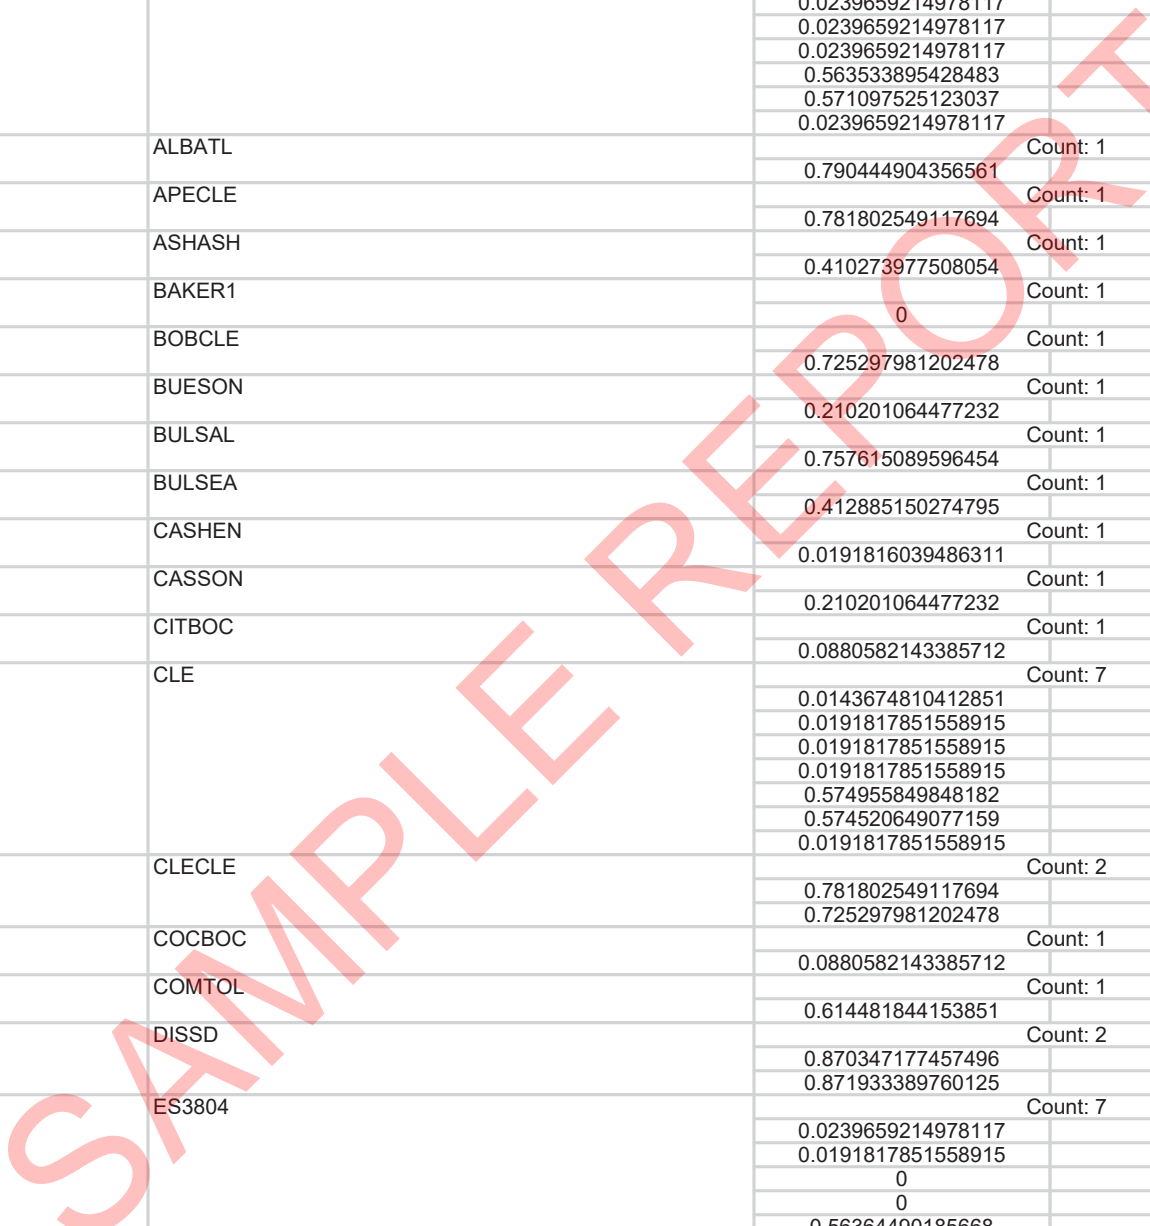 0.0239659214978117
0.0239659214978117
0.0239659214978117
0.563533895428483
0.571097525123037
0.0239659214978117
ALBATL Count: 1
0.790444904356561
APECLE Count: 1
0.781802549117694
ASHASH Count: 1
0.410273977508054
BAKER1 Count: 1
0
BOBCLE Count: 1
0.725297981202478
BUESON Count: 1
0.210201064477232
BULSAL Count: 1
0.757615089596454
BULSEA Count: 1
0.412885150274795
CASHEN Count: 1
0.0191816039486311
CASSON Count: 1
0.210201064477232
CITBOC Count: 1
0.0880582143385712
CLE Count: 7
0.0143674810412851
0.0191817851558915
0.0191817851558915
0.0191817851558915
0.574955849848182
0.574520649077159
0.0191817851558915
CLECLE Count: 2
0.781802549117694
0.725297981202478
COCBOC Count: 1
0.0880582143385712
COMTOL Count: 1
0.614481844153851
DISSD Count: 2
0.870347177457496
0.871933389760125
ES3804 Count: 7
0.0239659214978117
0.0191817851558915
0
0
0.56364490185668
SAMPLE REPORT